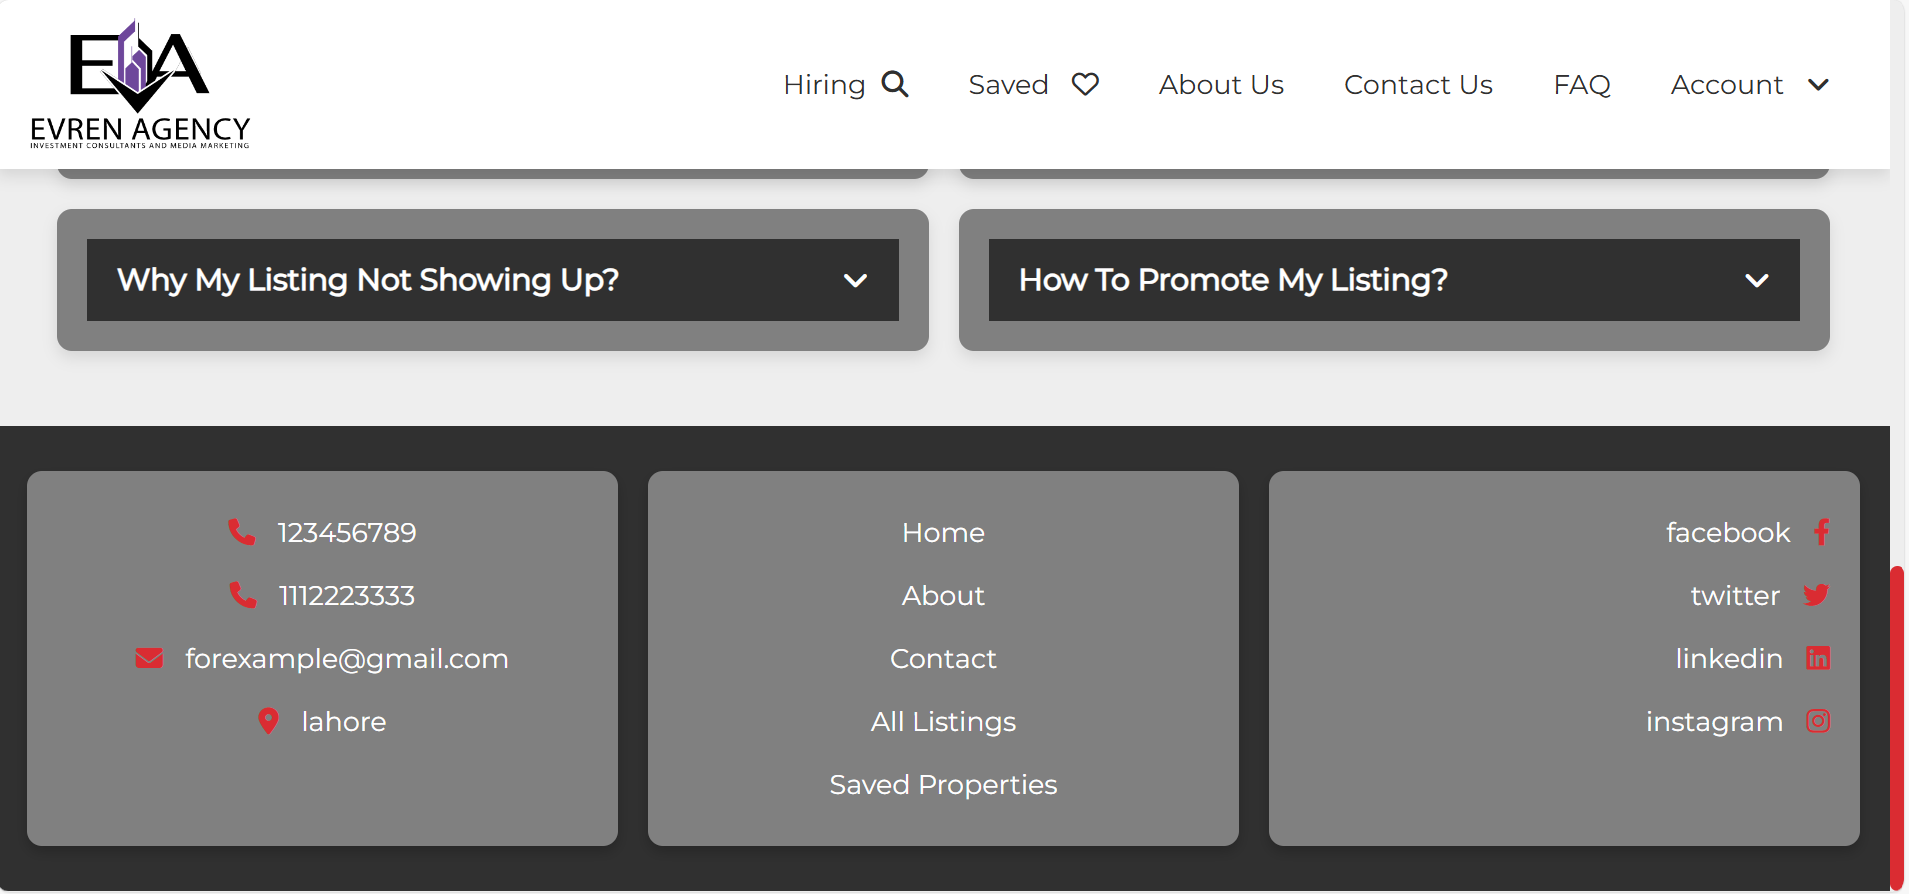 EA
EVREN AGENCY
INVESTMENT CONSULTANTS AND MEDIA MARKETING
Hiring Saved About Us Contact Us FAQ Account
Why My Listing Not Showing Up?
How To Promote My Listing?
123456789
1112223333
forexample@gmail.com
lahore
Home
About
Contact
All Listings
Saved Properties
facebook
twitter
linkedin
instagram